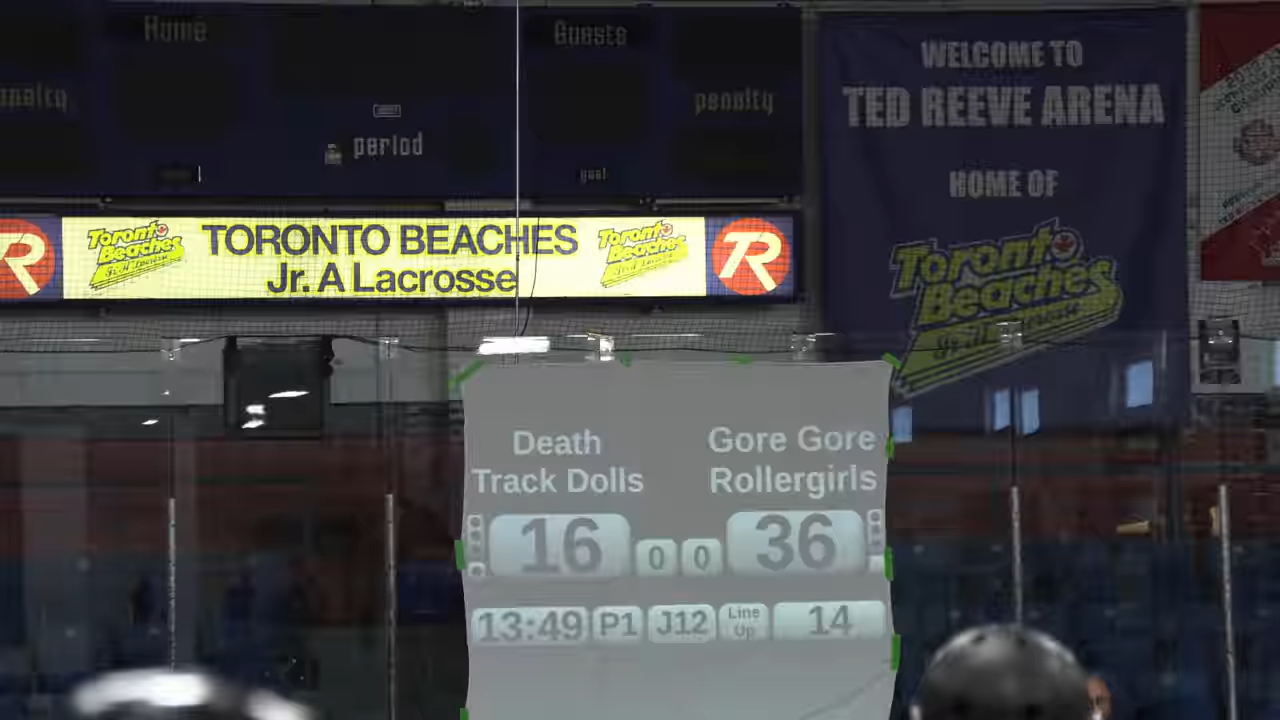 Home
Guests
penalty
period
goal
WELCOME TO
TED REEVE ARENA
HOME OF
Toronto
Beaches
Toronto
Beaches
TORONTO BEACHES
Jr. A Lacrosse
Toronto
Beaches
R
Death
Track Dolls
Gore Gore
Rollergirls
16
0
0
36
13:49
P1
J12
Line
Up
14